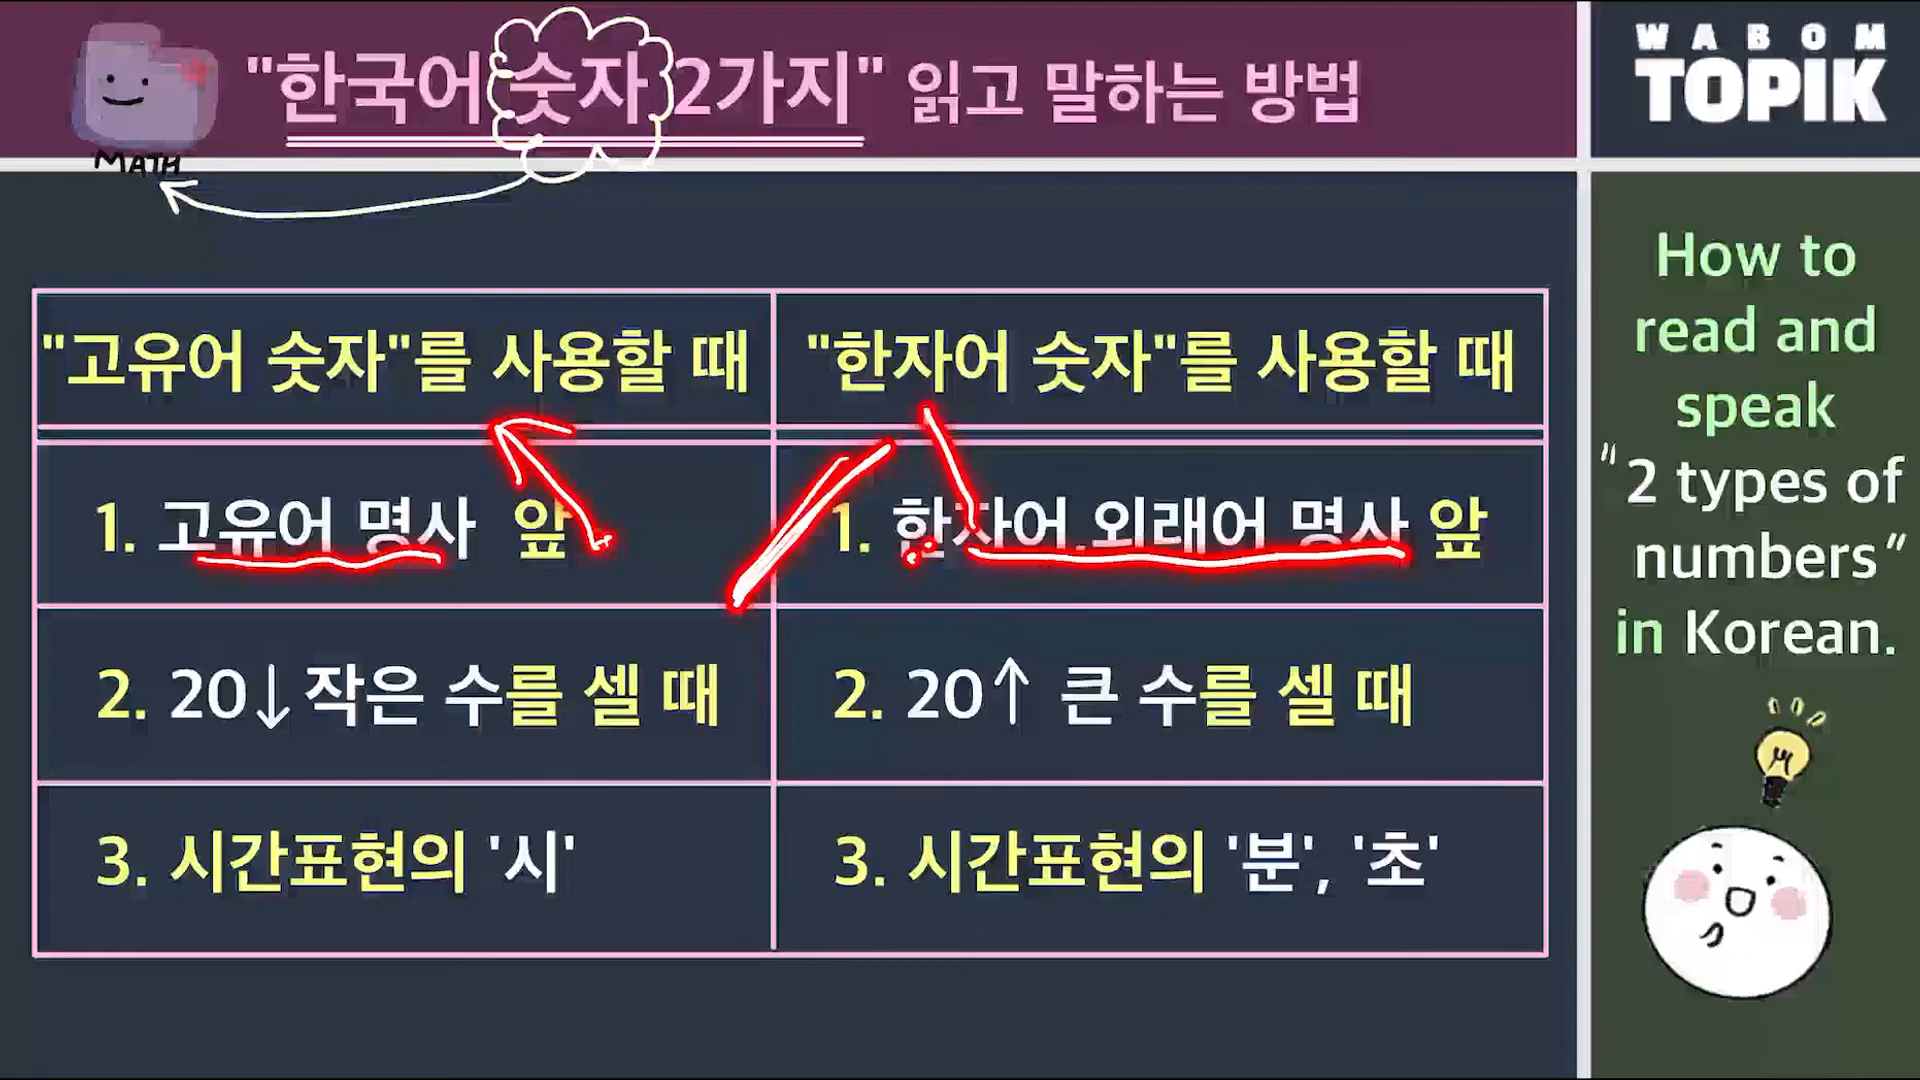 "한국어 숫자 2가지" 읽고 말하는 방법
MATH
WABOM
TOPIK
"고유어 숫자"를 사용할 때
"한자어 숫자"를 사용할 때
1. 고유어 명사 앞
1. 한자어, 외래어 명사 앞
2. 20↓ 작은 수를 셀 때
2. 20↑ 큰 수를 셀 때
3. 시간표현의 '시'
3. 시간표현의 '분', '초'
How to
read and
speak
"2 types of
numbers"
in Korean.